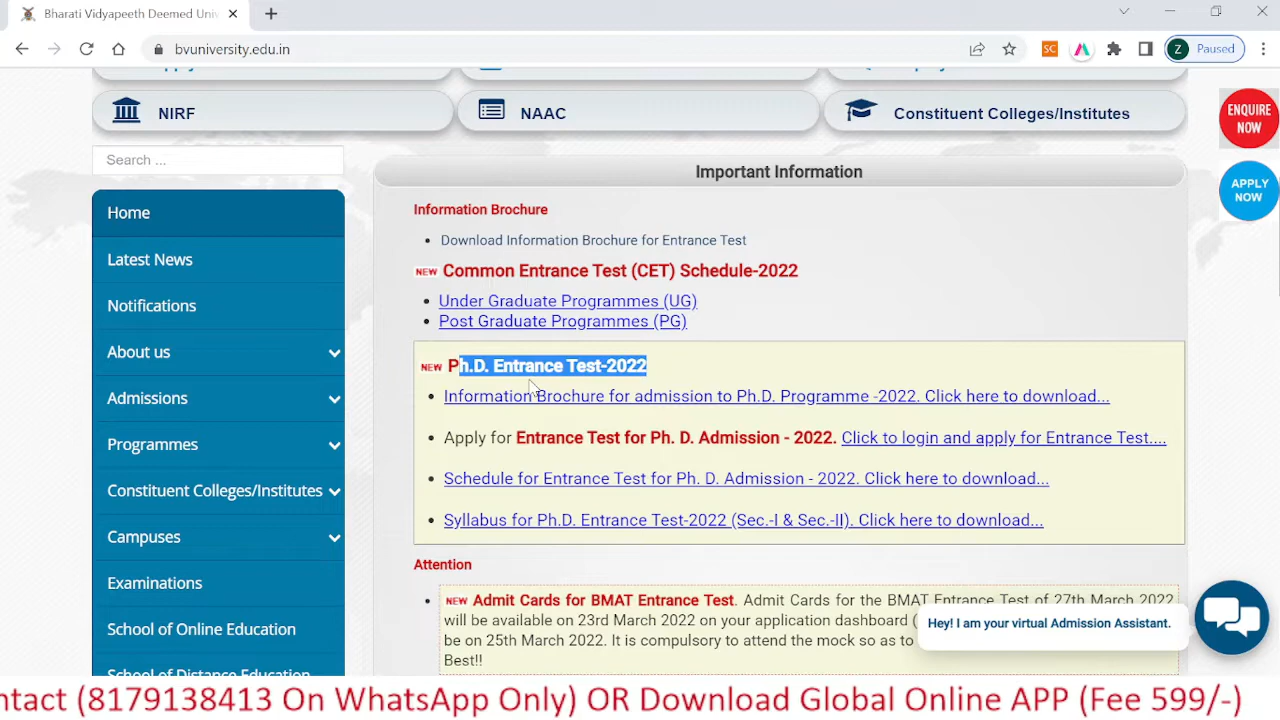 Bharati Vidyapeeth Deemed Univ
bvuniversity.edu.in
SC
Z Paused
NIRF
NAAC
Constituent Colleges/Institutes
ENQUIRE
NOW
APPLY
NOW
Search ...
Home
Latest News
Notifications
About us
Admissions
Programmes
Constituent Colleges/Institutes
Campuses
Examinations
School of Online Education
School of Distance Education
Important Information
Information Brochure
• Download Information Brochure for Entrance Test
NEW Common Entrance Test (CET) Schedule-2022
• Under Graduate Programmes (UG)
• Post Graduate Programmes (PG)
NEW Ph.D. Entrance Test-2022
• Information Brochure for admission to Ph.D. Programme -2022. Click here to download...
• Apply for Entrance Test for Ph. D. Admission - 2022. Click to login and apply for Entrance Test....
• Schedule for Entrance Test for Ph. D. Admission - 2022. Click here to download...
• Syllabus for Ph.D. Entrance Test-2022 (Sec.-I & Sec.-II). Click here to download...
Attention
• NEW Admit Cards for BMAT Entrance Test. Admit Cards for the BMAT Entrance Test of 27th March 2022
will be available on 23rd March 2022 on your application dashboard (
be on 25th March 2022. It is compulsory to attend the mock so as to
Best!!
Hey! I am your virtual Admission Assistant.
ntact (8179138413 On WhatsApp Only) OR Download Global Online APP (Fee 599/-)